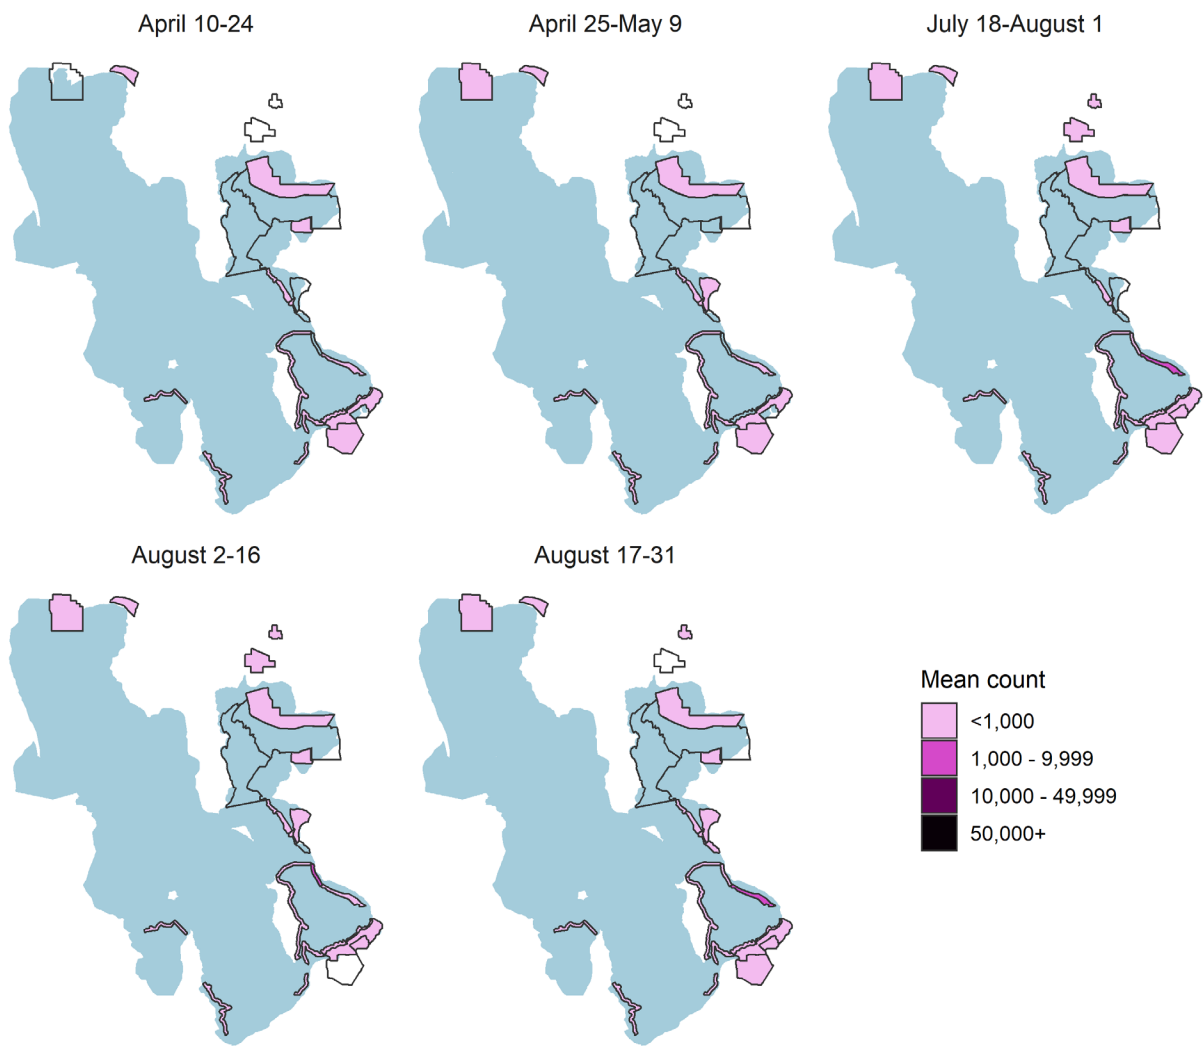 April 10-24
April 25-May 9
July 18-August 1
August 2-16
August 17-31
Mean count
<1,000
1,000 - 9,999
10,000 - 49,999
50,000+